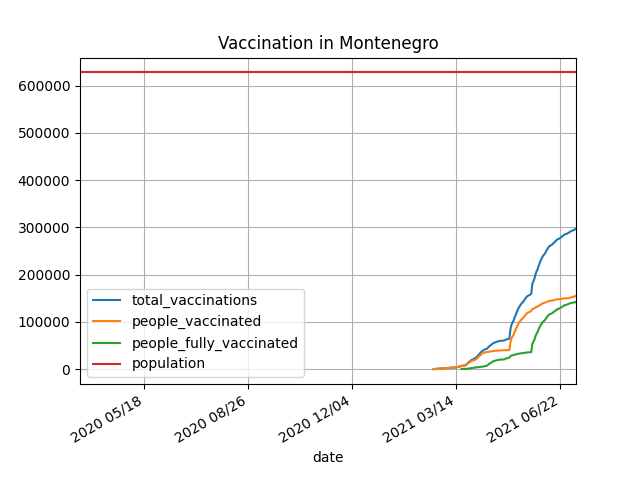 Vaccination in Montenegro
600000
500000
400000
300000
200000
100000
0
total_vaccinations
people_vaccinated
people_fully_vaccinated
population
2020 05/18
2020 08/26
2020 12/04
2021 03/14
2021 06/22
date